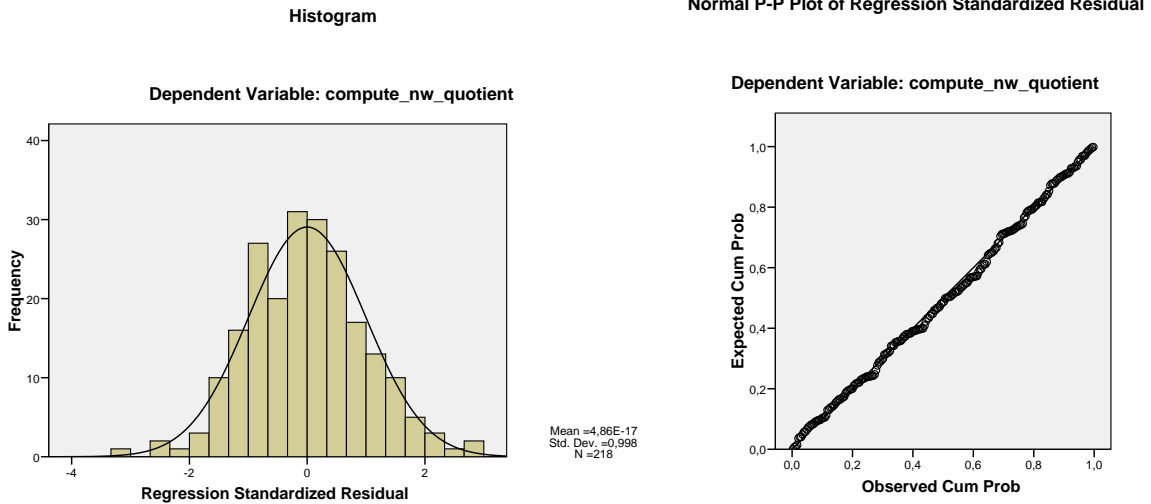 Histogram
Dependent Variable: compute_nw_quotient
40
30
20
10
0
Frequency
-4
-2
0
2
Regression Standardized Residual
Mean =4,86E-17
Std. Dev. =0,998
N =218
Normal P-P Plot of Regression Standardized Residual
Dependent Variable: compute_nw_quotient
1,0
0,8
0,6
0,4
0,2
0,0
Expected Cum Prob
0,0
0,2
0,4
0,6
0,8
1,0
Observed Cum Prob